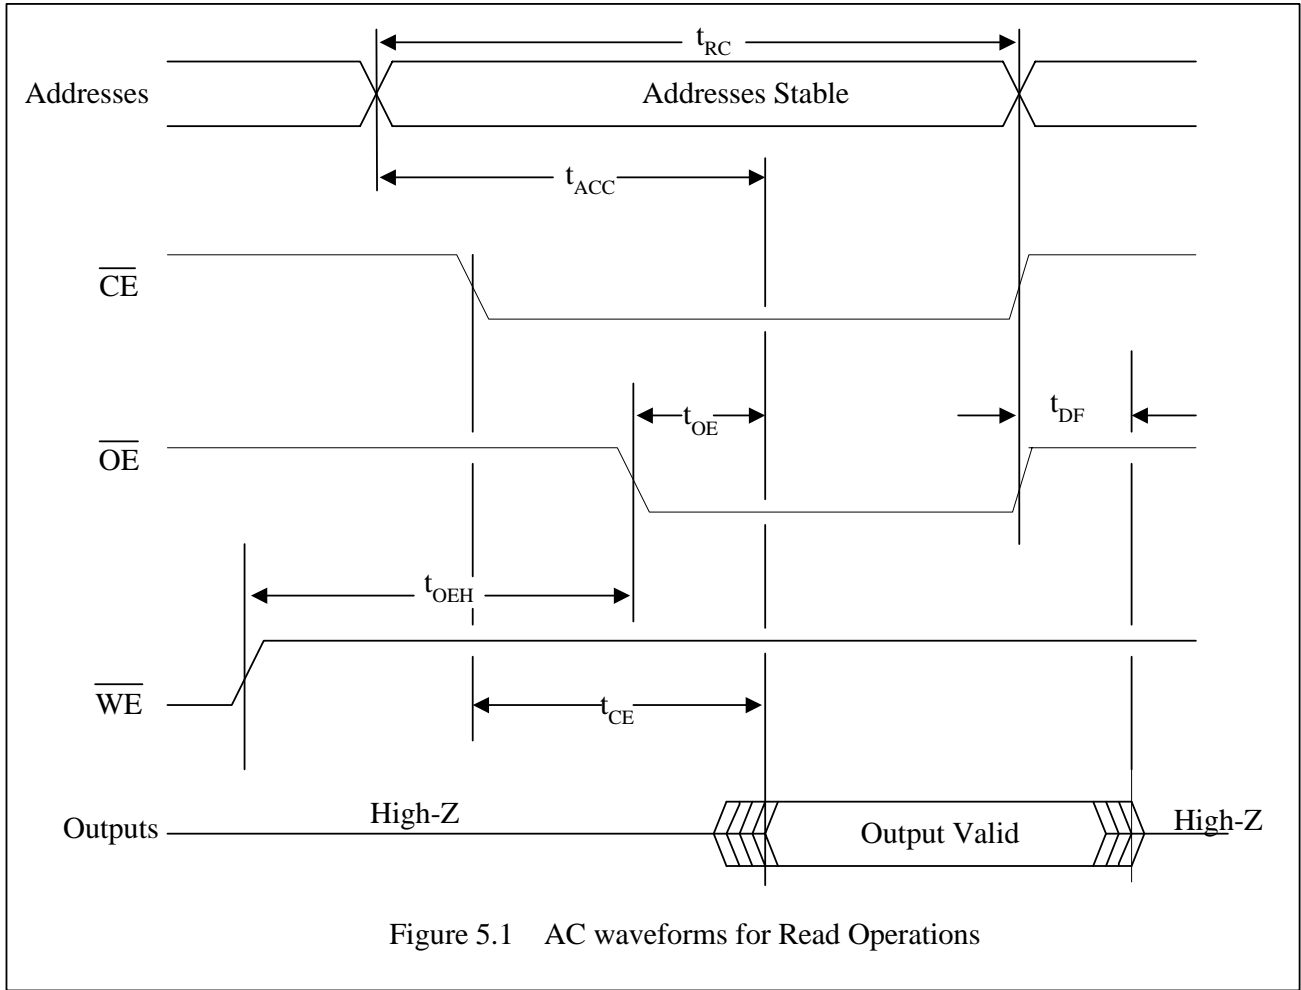 t_RC
Addresses
Addresses Stable
t_ACC
CE
t_OE
t_DF
OE
t_OEH
WE
t_CE
High-Z
Outputs
Output Valid
High-Z
Figure 5.1 AC waveforms for Read Operations